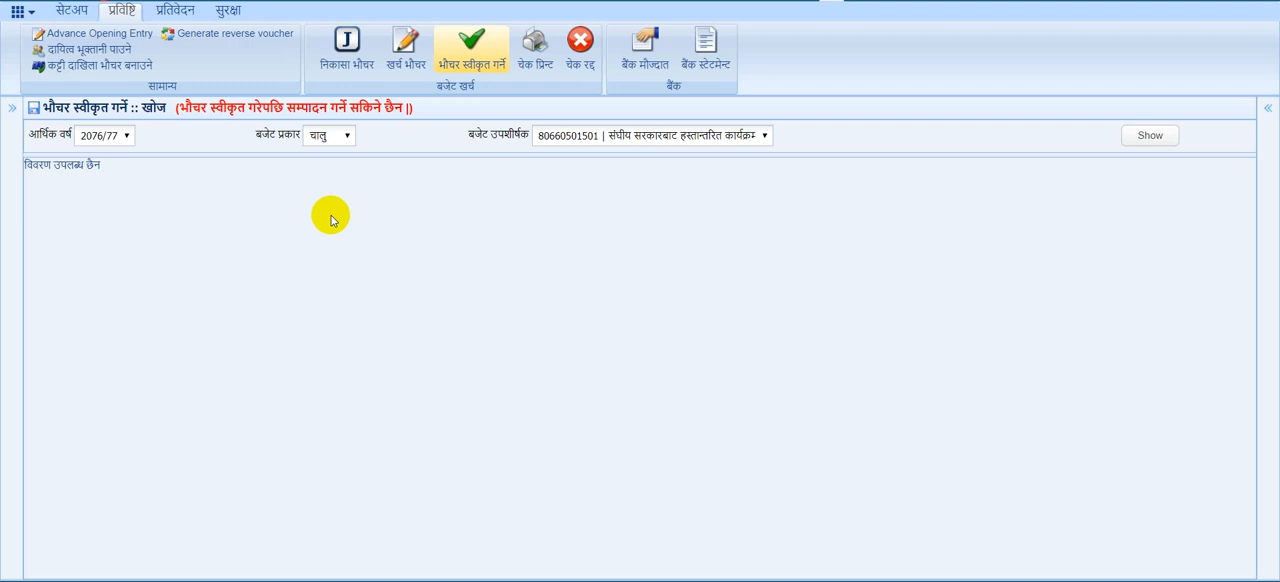 सेटअप प्रविष्टि प्रतिवेदन सुरक्षा
Advance Opening Entry Generate reverse voucher
दायित्व भूक्तानी पाउने
कट्टी दाखिला भौचर बनाउने
सामान्य
J
निकासा भौचर खर्च भौचर भौचर स्वीकृत गर्ने चेक प्रिन्ट चेक रद्द
बजेट खर्च
बैंक मौज्दात बैंक स्टेटमेन्ट
बैंक
भौचर स्वीकृत गर्ने :: खोज (भौचर स्वीकृत गरेपछि सम्पादन गर्ने सकिने छैन |)
आर्थिक वर्ष 2076/77 बजेट प्रकार चालु बजेट उपशीर्षक 80660501501 | संघीय सरकारबाट हस्तान्तरित कार्यक्रम Show
विवरण उपलब्ध छैन